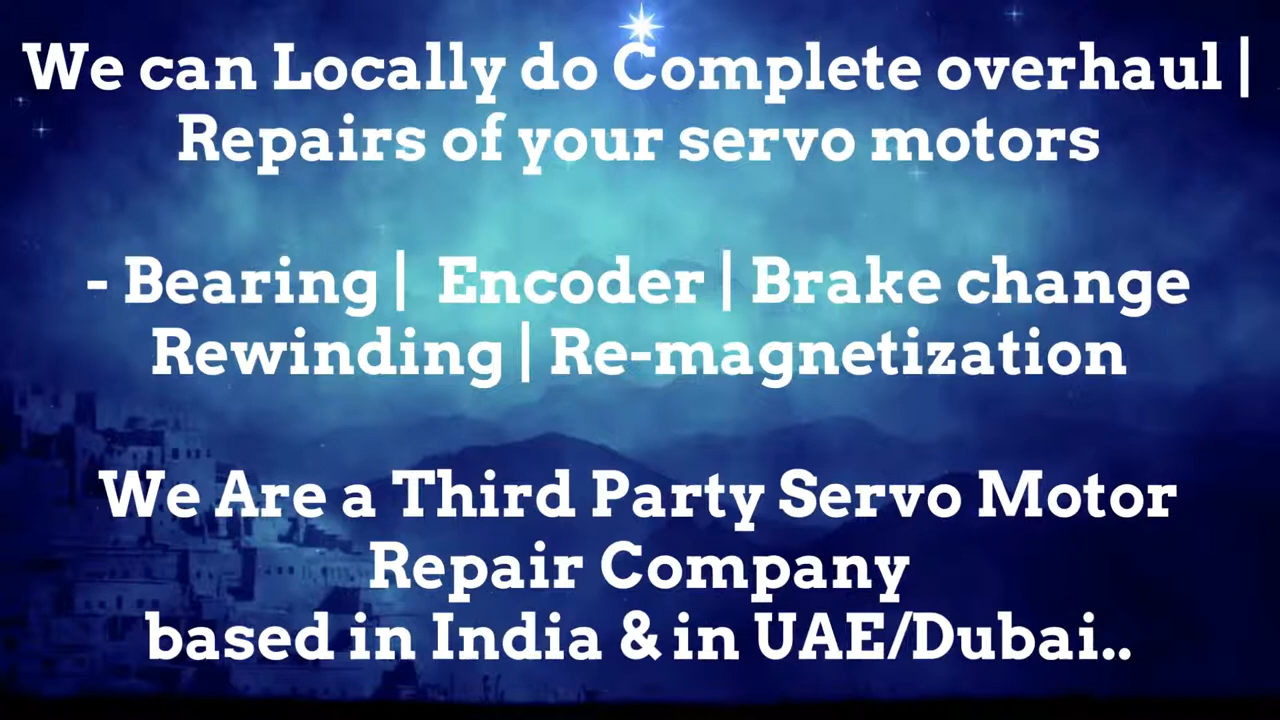 We can Locally do Complete overhaul |
Repairs of your servo motors
- Bearing | Encoder | Brake change
Rewinding | Re-magnetization
We Are a Third Party Servo Motor
Repair Company
based in India & in UAE/Dubai..